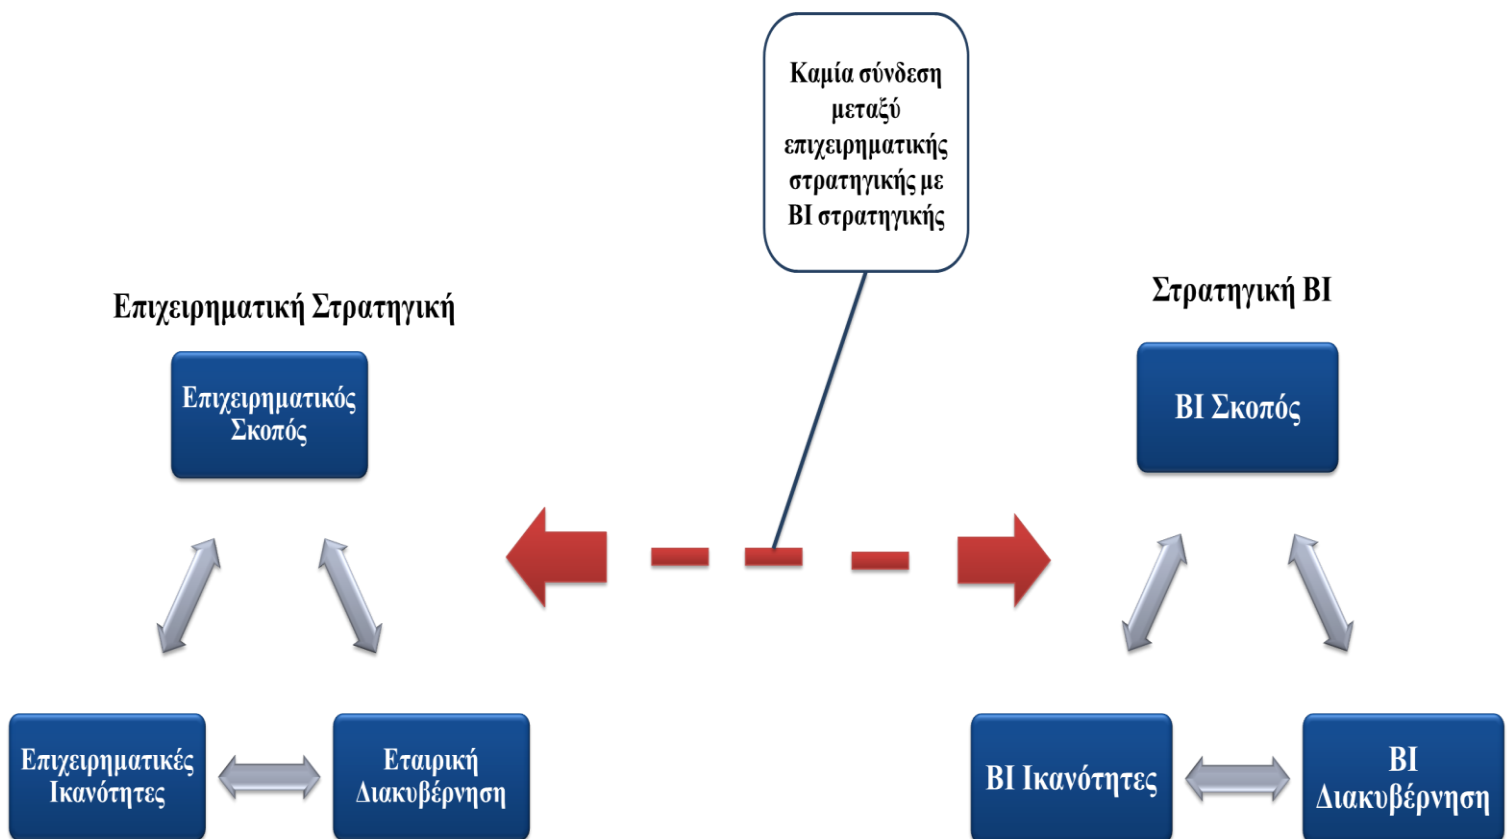 Καμία σύνδεση
μεταξύ
επιχειρηματικής
στρατηγικής με
BI στρατηγικής
Επιχειρηματική Στρατηγική
Επιχειρηματικός
Σκοπός
Επιχειρηματικές
Ικανότητες
Εταιρική
Διακυβέρνηση
Στρατηγική BI
BI Σκοπός
BI Ικανότητες
BI
Διακυβέρνηση